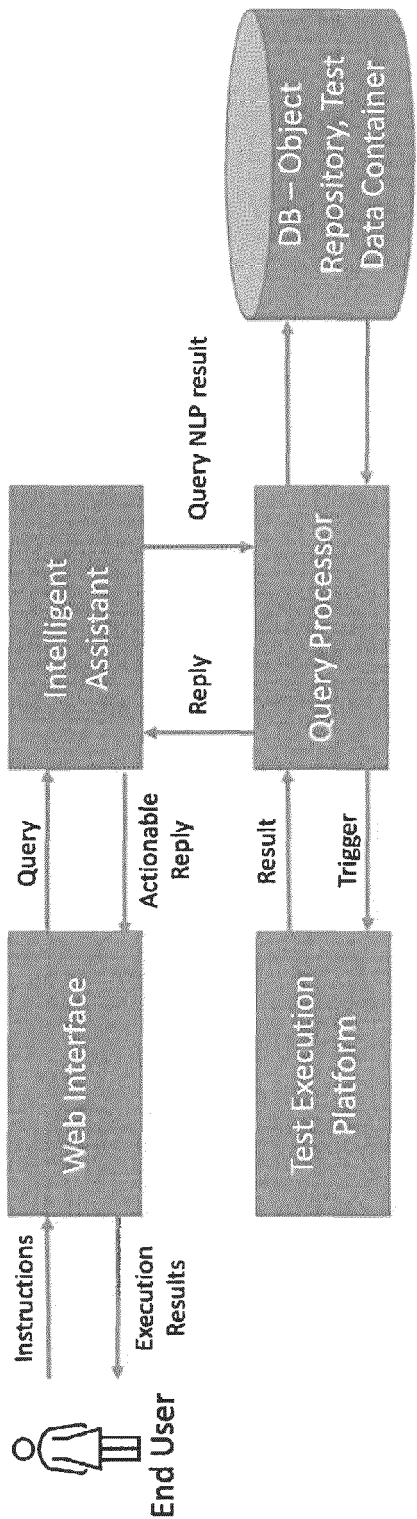 End User
Instructions
Execution
Results
Web Interface
Query
Actionable
Reply
Intelligent
Assistant
Reply
Query NLP result
Test Execution
Platform
Result
Trigger
Query Processor
DB – Object
Repository, Test
Data Container